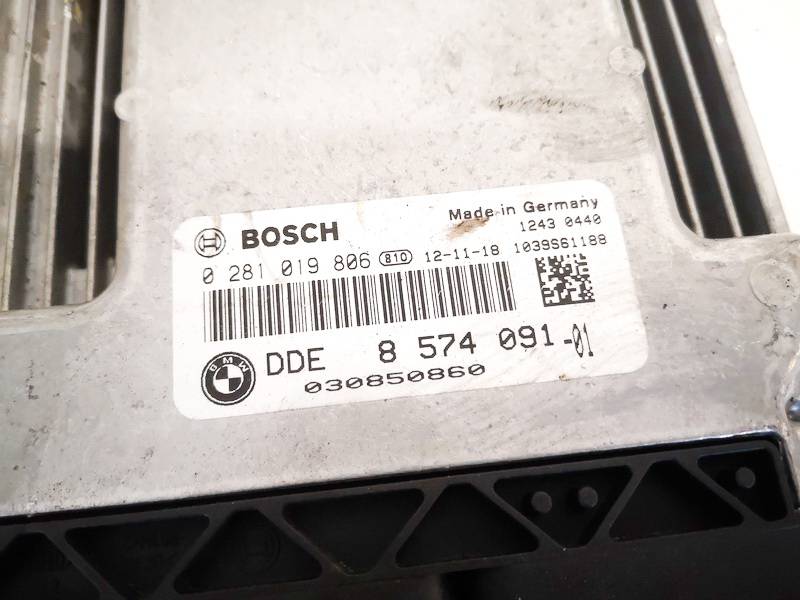 Made in Germany
BOSCH
1243 0440
0 281 019 806 810 12-11-18 1039S61188
BMW
DDE 8 574 091-01
030850860